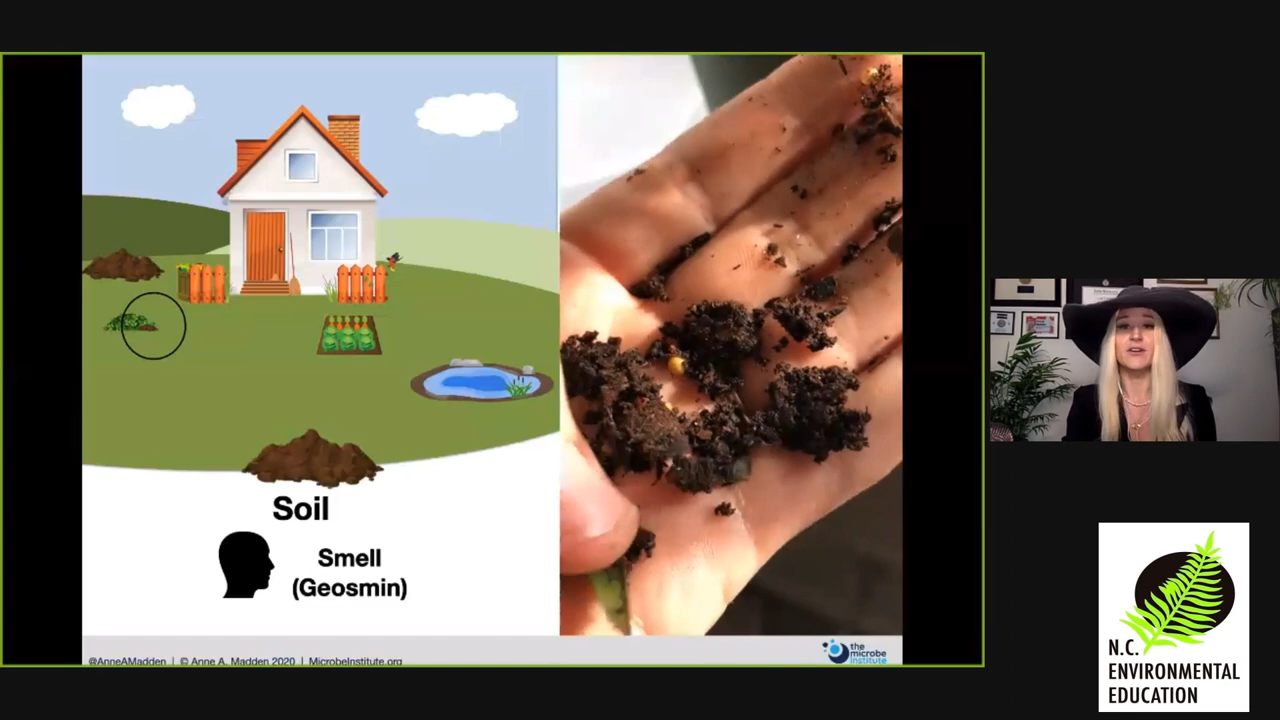 Soil
Smell
(Geosmin)
@AnneAMadden | © Anne A. Madden 2020 | MicrobeInstitute.org
the
microbe
institute
N.C.
ENVIRONMENTAL
EDUCATION